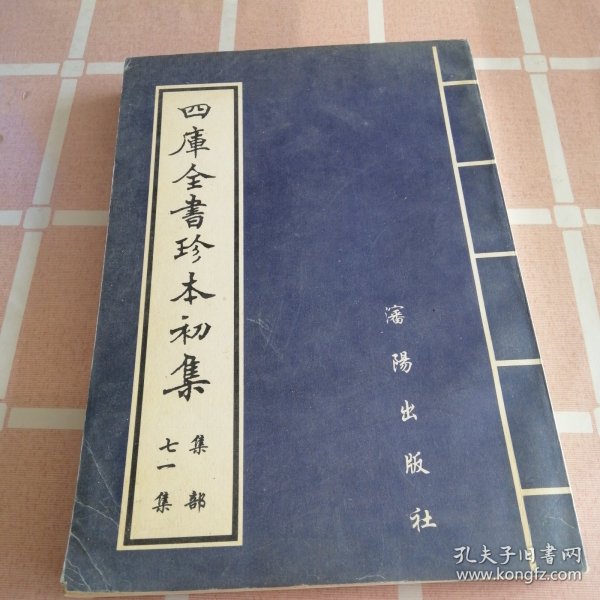 四庫全書珍本初集
集部
七一集
瀋陽出版社
孔夫子旧书网
www.kongfz.com